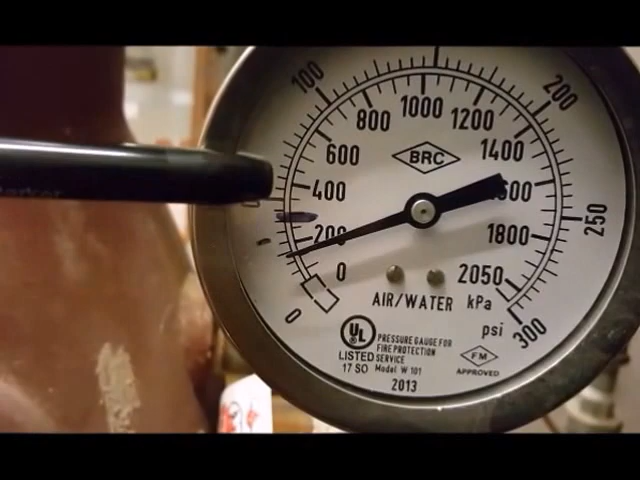 100
200
250
300
0
psi
0
200
400
600
800
1000
1200
1400
1600
1800
2050
kPa
BRC
AIR/WATER
UL
®
LISTED
17 SO
PRESSURE GAUGE FOR
FIRE PROTECTION
SERVICE
Model W 101
2013
FM
APPROVED